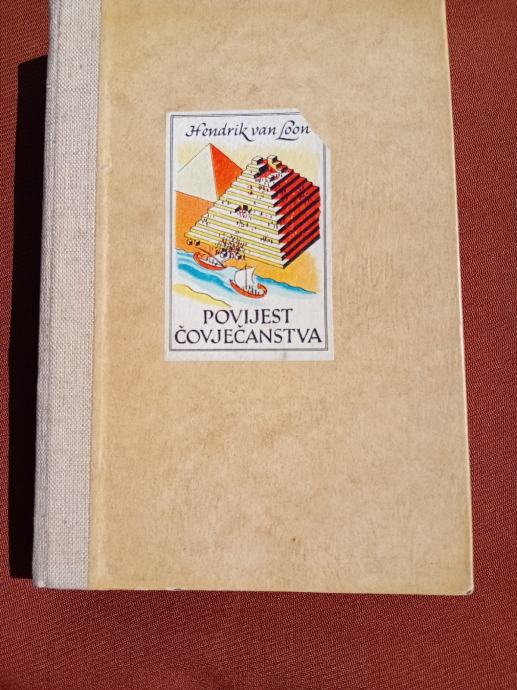 Hendrik van Loon
POVIJEST
ČOVJEČANSTVA